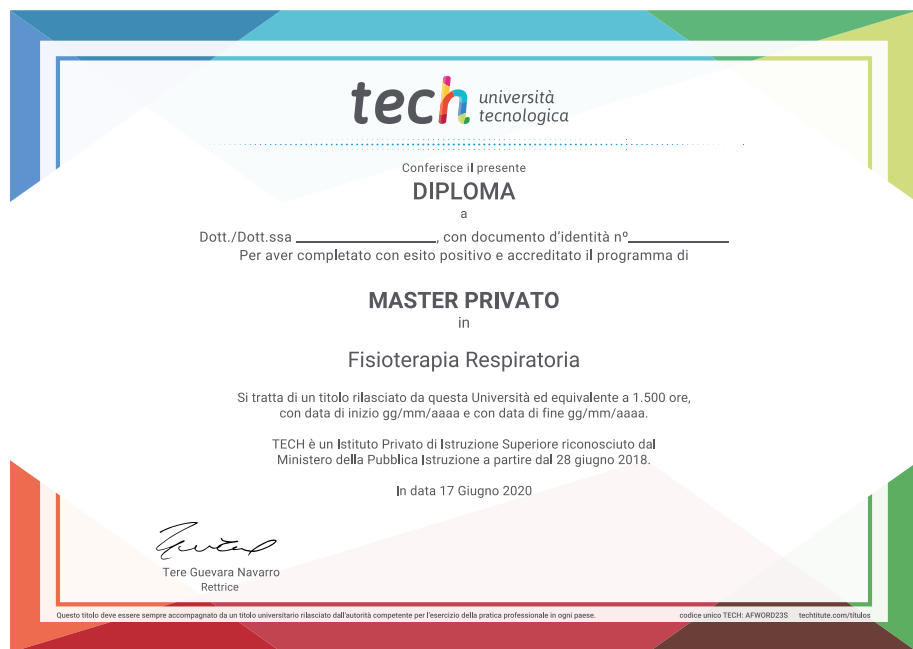 tech università
tecnologica
Conferisce il presente
DIPLOMA
a
Dott./Dott.ssa ____________________, con documento d'identità nº______________
Per aver completato con esito positivo e accreditato il programma di
MASTER PRIVATO
in
Fisioterapia Respiratoria
Si tratta di un titolo rilasciato da questa Università ed equivalente a 1.500 ore,
con data di inizio gg/mm/aaaa e con data di fine gg/mm/aaaa.
TECH è un Istituto Privato di Istruzione Superiore riconosciuto dal
Ministero della Pubblica Istruzione a partire dal 28 giugno 2018.
In data 17 Giugno 2020
Tere Guevara Navarro
Rettrice
Questo titolo deve essere sempre accompagnato da un titolo universitario rilasciato dall'autorità competente per l'esercizio della pratica professionale in ogni paese. codice unico TECH: AFWORD23S techtitute.com/titulos